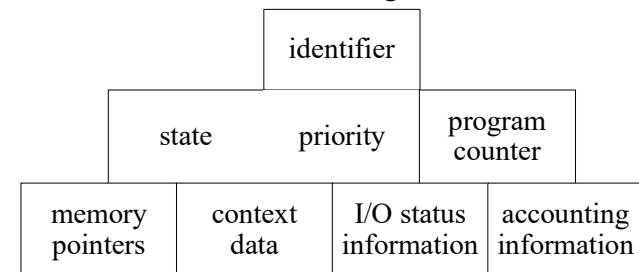 identifier
state priority program
counter
memory context I/O status accounting
pointers data information information